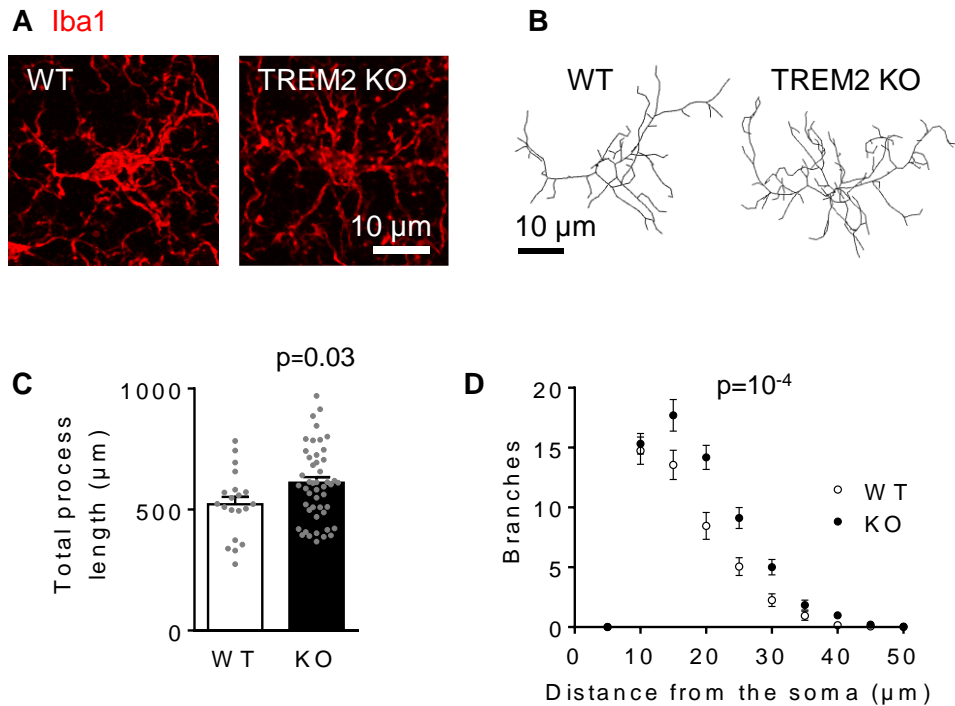 A Iba1
WT
TREM2 KO
10 µm
B
WT
TREM2 KO
10 µm
C
p=0.03
Total process
length (µm)
1000
500
0
WT
KO
D
p=10-4
Branches
20
15
10
5
0
WT
KO
0 10 20 30 40 50
Distance from the soma (µm)